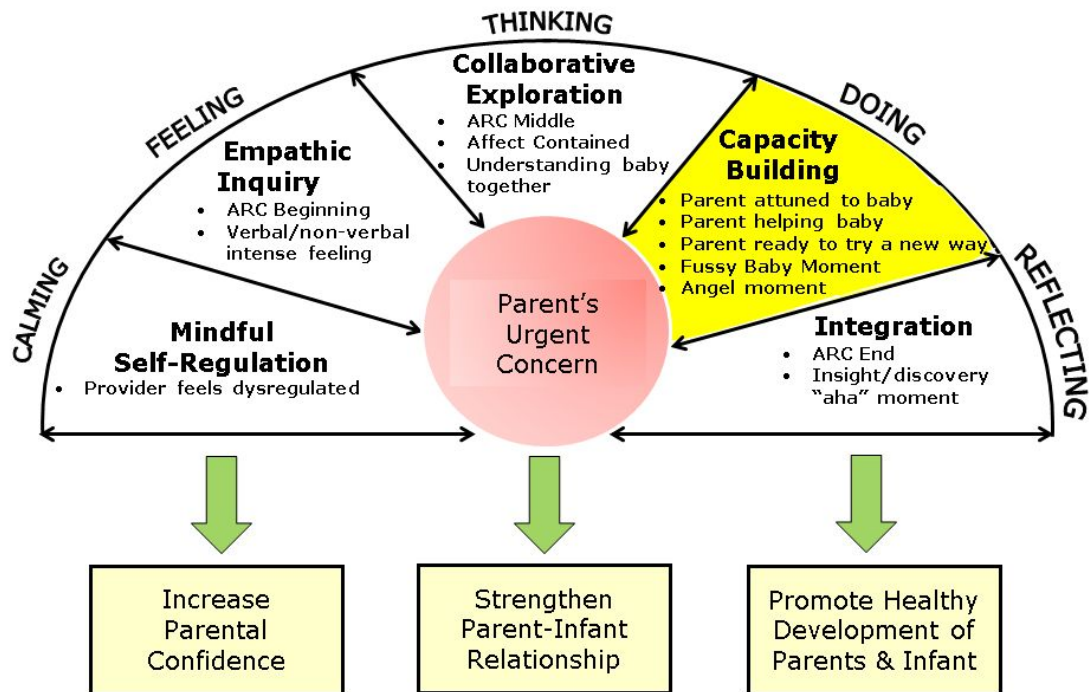 THINKING
FEELING
DOING
CALMING
REFLECTING
Collaborative
Exploration
• ARC Middle
• Affect Contained
• Understanding baby
together
Empathic
Inquiry
• ARC Beginning
• Verbal/non-verbal
intense feeling
Capacity
Building
• Parent attuned to baby
• Parent helping baby
• Parent ready to try a new way
• Fussy Baby Moment
• Angel moment
Mindful
Self-Regulation
• Provider feels dysregulated
Parent’s
Urgent
Concern
Integration
• ARC End
• Insight/discovery
“aha” moment
Increase
Parental
Confidence
Strengthen
Parent-Infant
Relationship
Promote Healthy
Development of
Parents & Infant